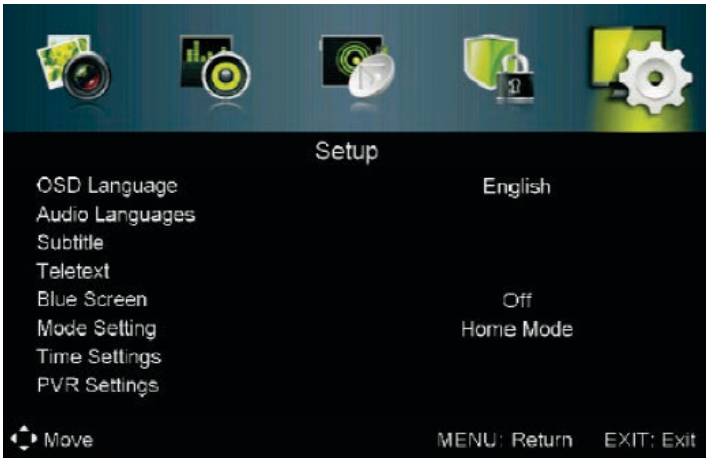 Setup
OSD Language English
Audio Languages
Subtitle
Teletext
Blue Screen Off
Mode Setting Home Mode
Time Settings
PVR Settings
Move MENU: Return EXIT: Exit